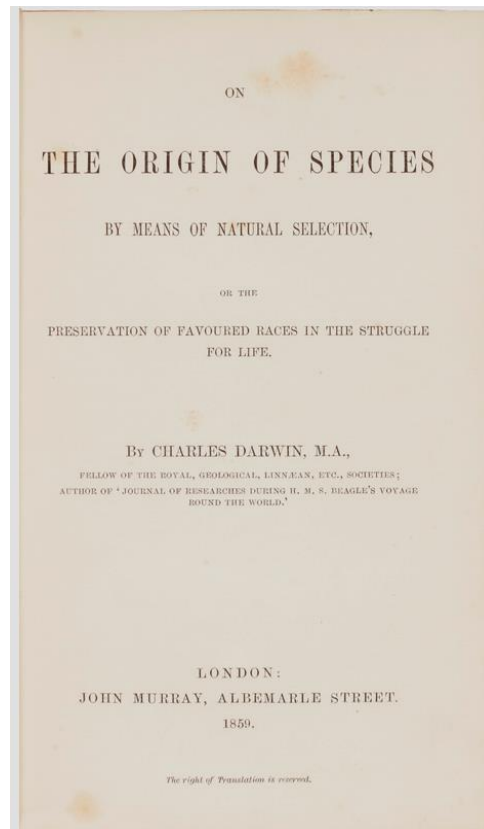 ON
THE ORIGIN OF SPECIES
BY MEANS OF NATURAL SELECTION,
OR THE
PRESERVATION OF FAVOURED RACES IN THE STRUGGLE
FOR LIFE.
BY CHARLES DARWIN, M.A.,
FELLOW OF THE ROYAL, GEOLOGICAL, LINNÆAN, ETC., SOCIETIES;
AUTHOR OF ‘JOURNAL OF RESEARCHES DURING H. M. S. BEAGLE’S VOYAGE
ROUND THE WORLD.’
LONDON:
JOHN MURRAY, ALBEMARLE STREET.
1859.
The right of Translation is reserved.